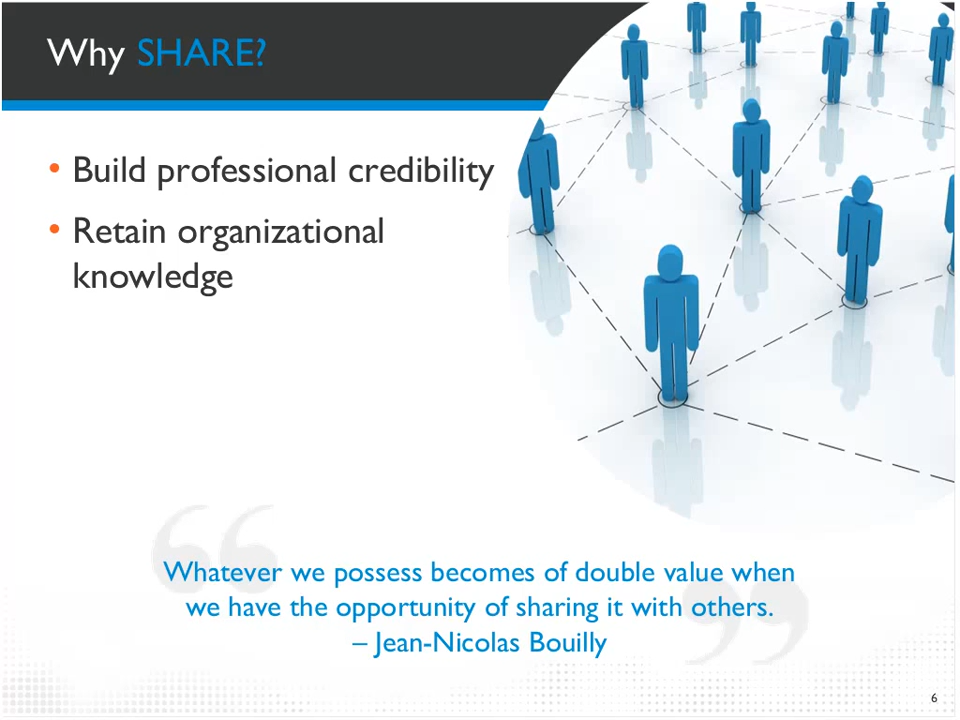 Why SHARE?
• Build professional credibility
• Retain organizational
knowledge
Whatever we possess becomes of double value when
we have the opportunity of sharing it with others.
– Jean-Nicolas Bouilly
6